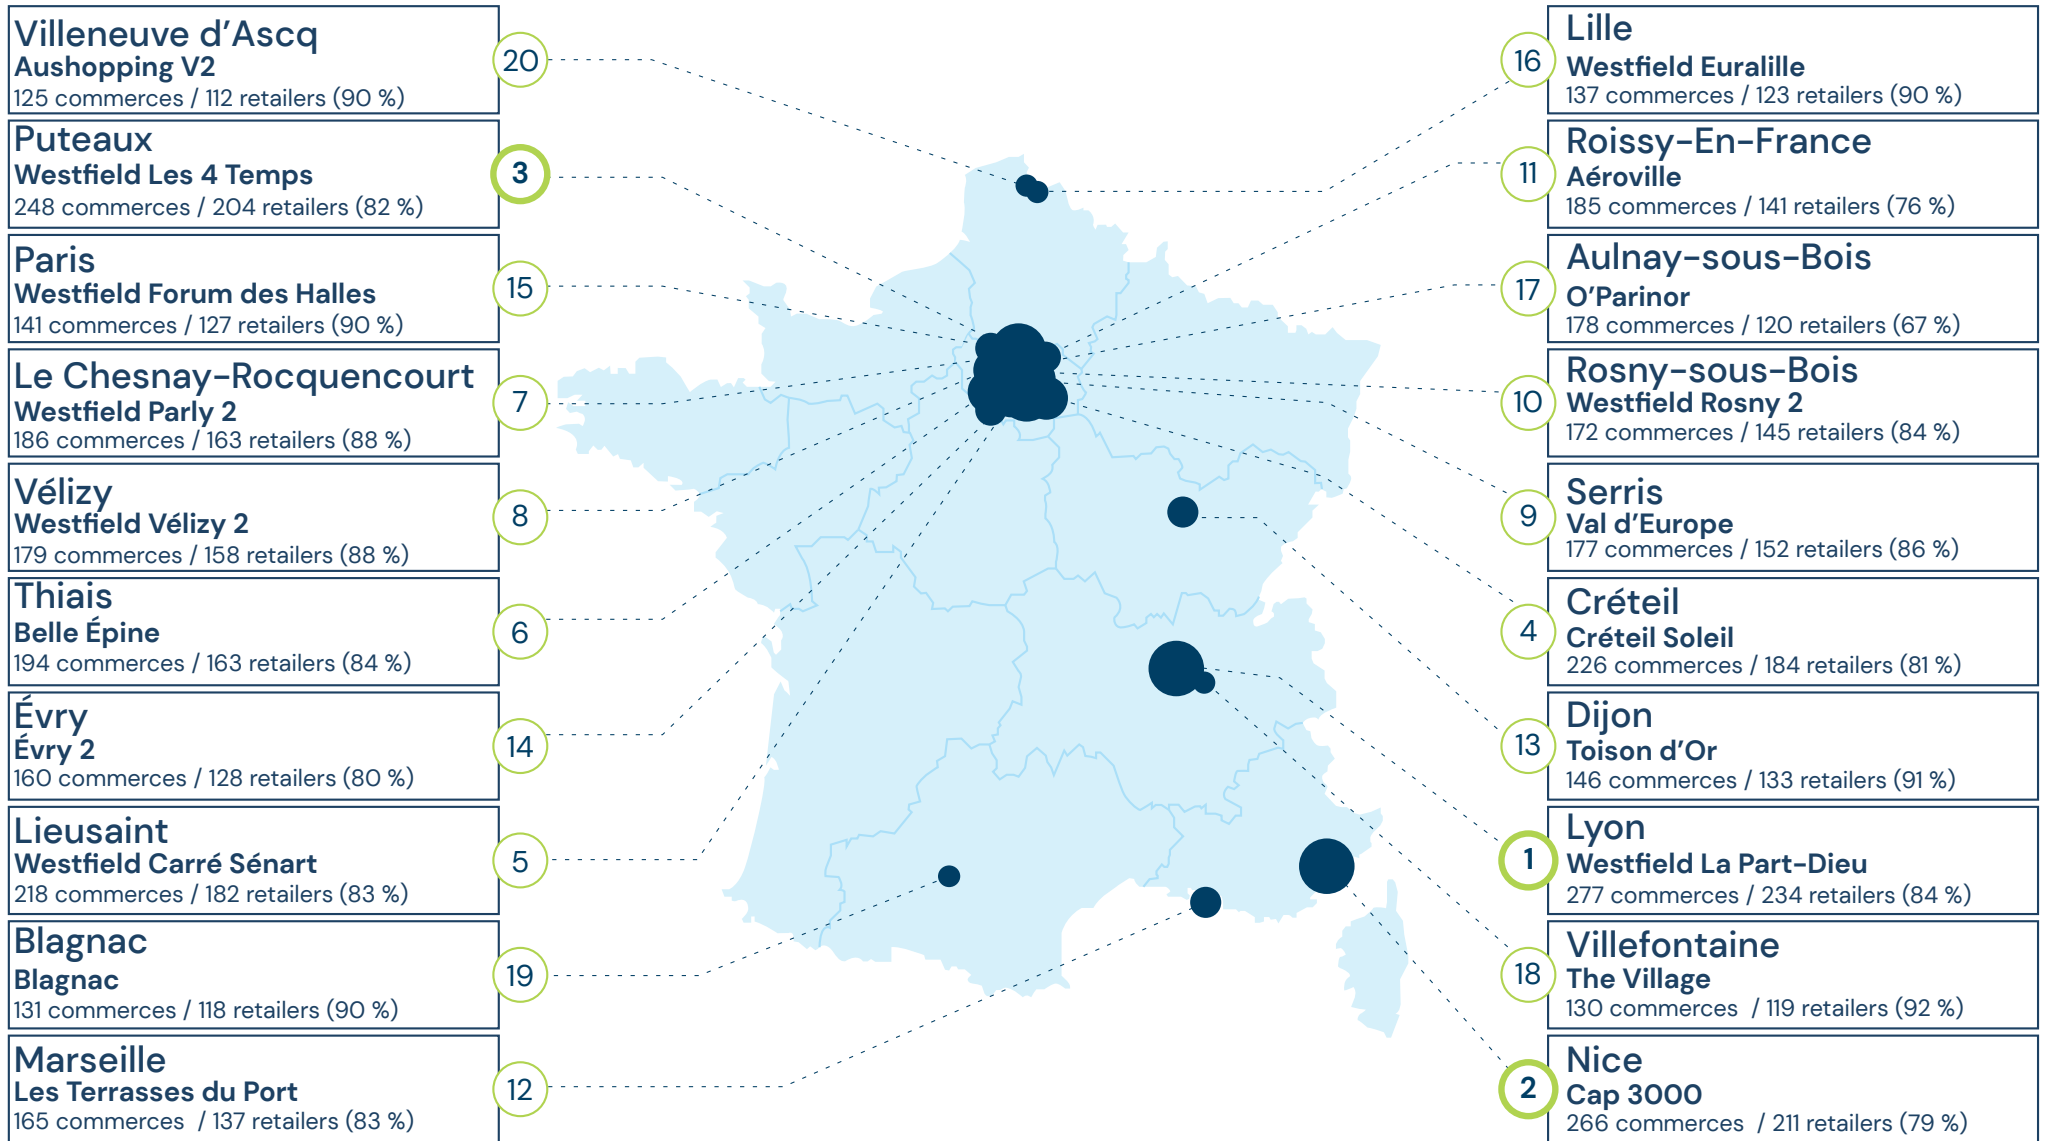 Villeneuve d’Ascq
Aushopping V2
125 commerces / 112 retailers (90 %)
20
Puteaux
Westfield Les 4 Temps
248 commerces / 204 retailers (82 %)
3
Paris
Westfield Forum des Halles
141 commerces / 127 retailers (90 %)
15
Le Chesnay-Rocquencourt
Westfield Parly 2
186 commerces / 163 retailers (88 %)
7
Vélizy
Westfield Vélizy 2
179 commerces / 158 retailers (88 %)
8
Thiais
Belle Épine
194 commerces / 163 retailers (84 %)
6
Évry
Évry 2
160 commerces / 128 retailers (80 %)
14
Lieusaint
Westfield Carré Sénart
218 commerces / 182 retailers (83 %)
5
Blagnac
Blagnac
131 commerces / 118 retailers (90 %)
19
Marseille
Les Terrasses du Port
165 commerces / 137 retailers (83 %)
12
16
Lille
Westfield Euralille
137 commerces / 123 retailers (90 %)
11
Roissy-En-France
Aéroville
185 commerces / 141 retailers (76 %)
17
Aulnay-sous-Bois
O’Parinor
178 commerces / 120 retailers (67 %)
10
Rosny-sous-Bois
Westfield Rosny 2
172 commerces / 145 retailers (84 %)
9
Serris
Val d’Europe
177 commerces / 152 retailers (86 %)
4
Créteil
Créteil Soleil
226 commerces / 184 retailers (81 %)
13
Dijon
Toison d’Or
146 commerces / 133 retailers (91 %)
1
Lyon
Westfield La Part-Dieu
277 commerces / 234 retailers (84 %)
18
Villefontaine
The Village
130 commerces / 119 retailers (92 %)
2
Nice
Cap 3000
266 commerces / 211 retailers (79 %)